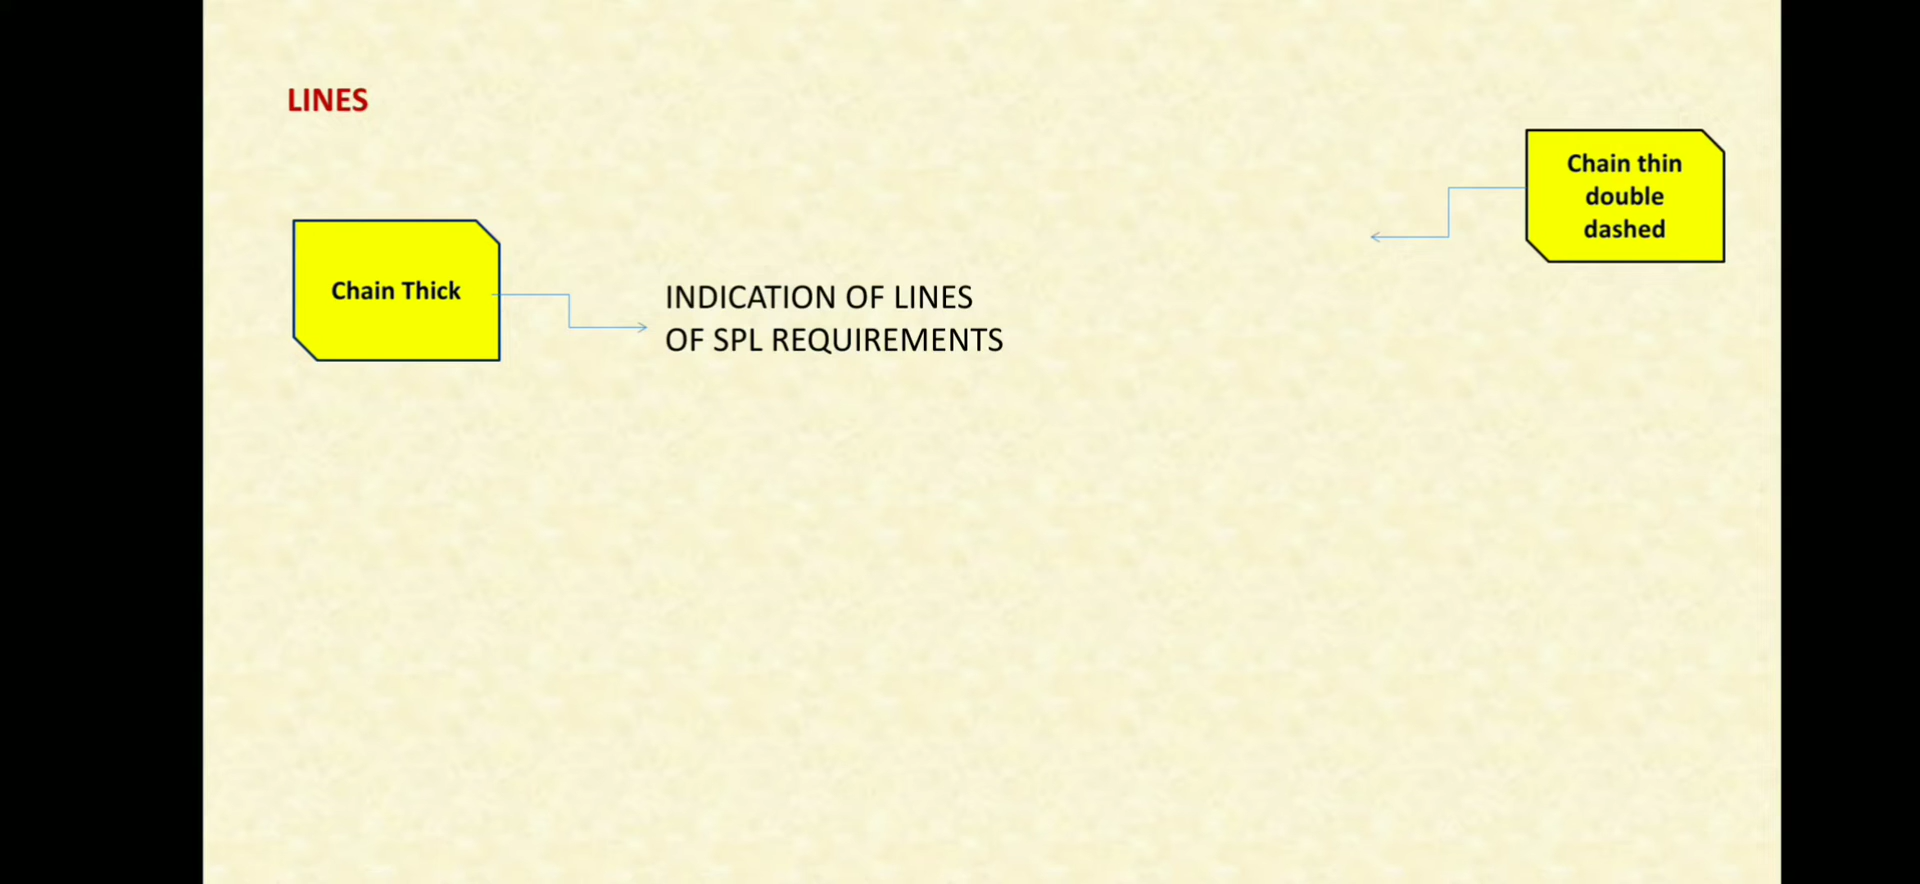 LINES
Chain Thick
INDICATION OF LINES
OF SPL REQUIREMENTS
Chain thin
double
dashed